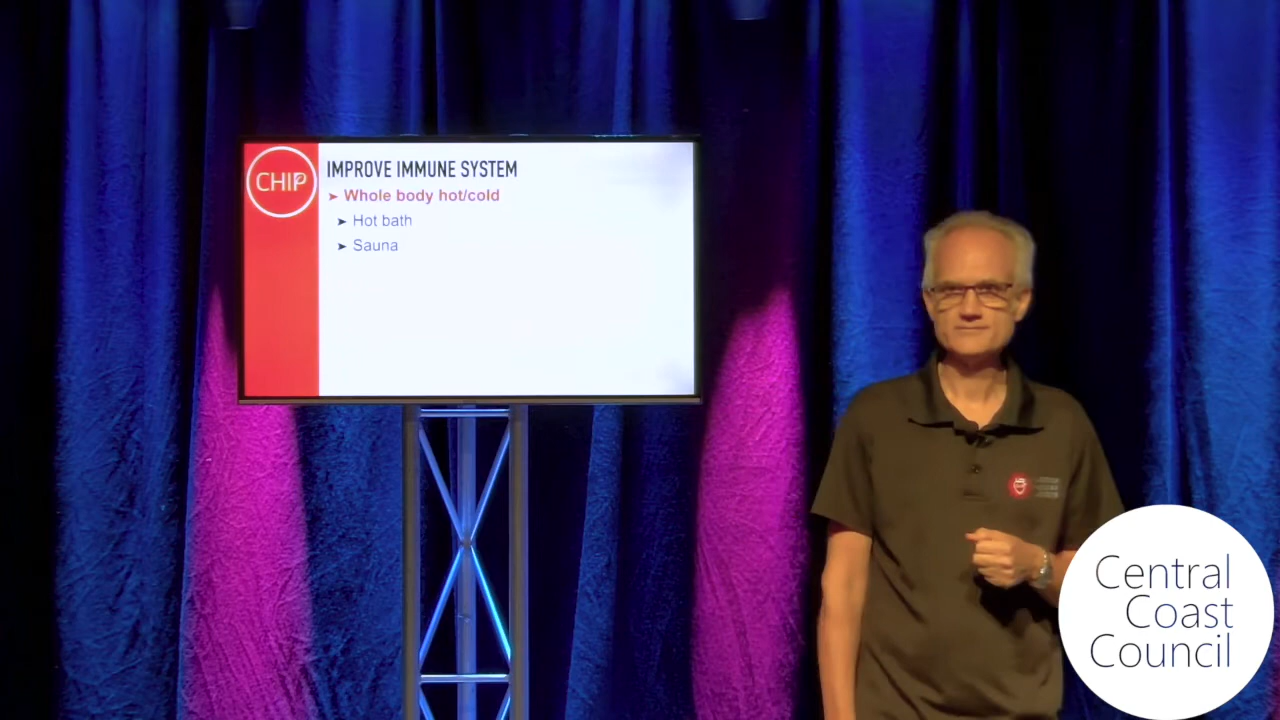 CHIP
IMPROVE IMMUNE SYSTEM
➤ Whole body hot/cold
➤ Hot bath
➤ Sauna
Central
Coast
Council